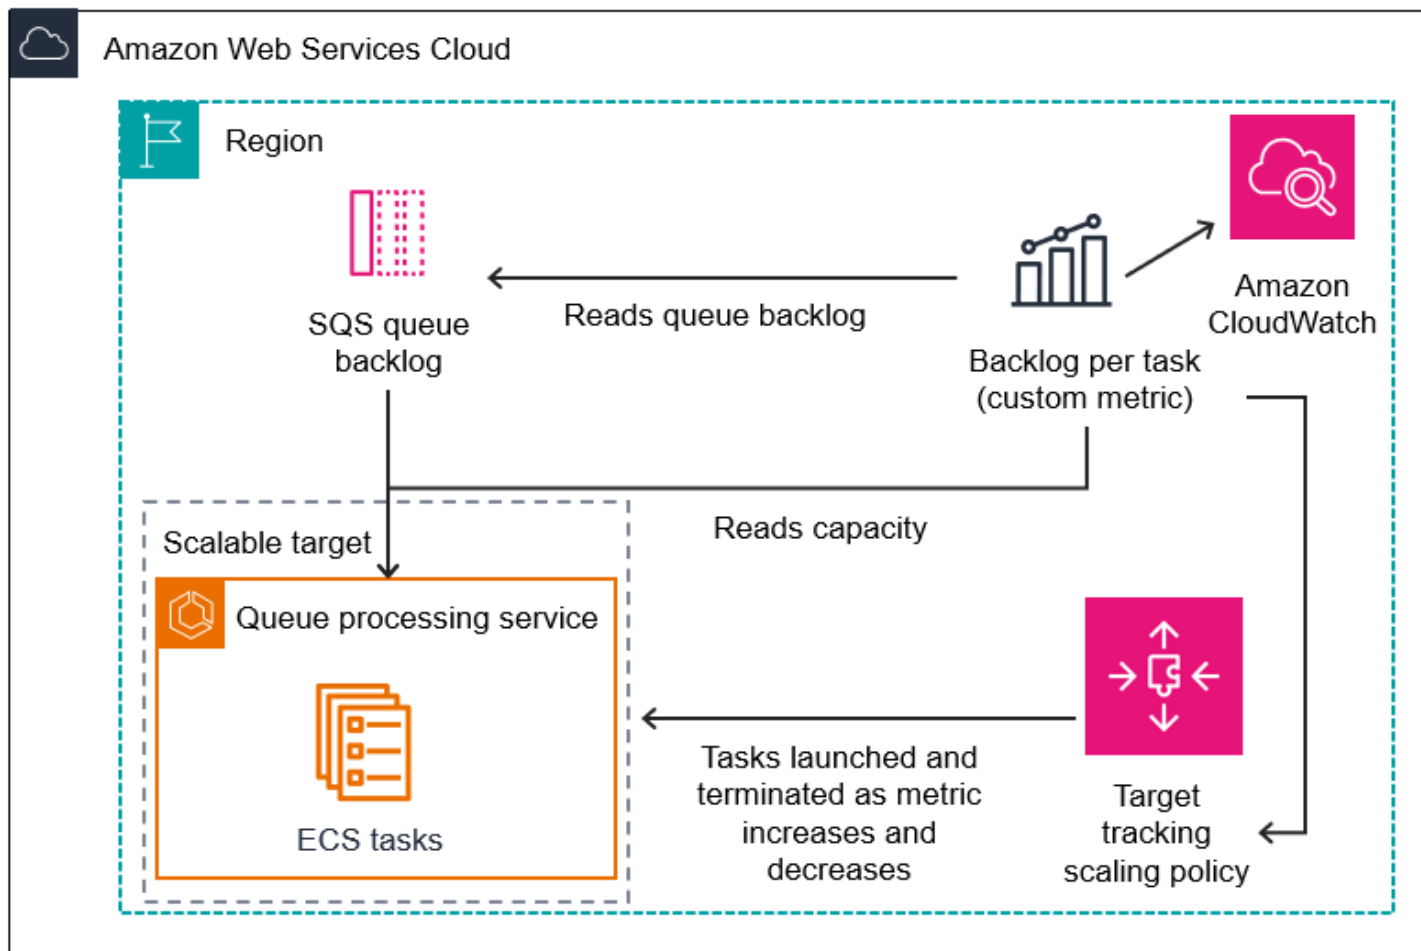 Amazon Web Services Cloud
Region
SQS queue
backlog
Reads queue backlog
Backlog per task
(custom metric)
Amazon
CloudWatch
Reads capacity
Scalable target
Queue processing service
ECS tasks
Tasks launched and
terminated as metric
increases and
decreases
Target
tracking
scaling policy